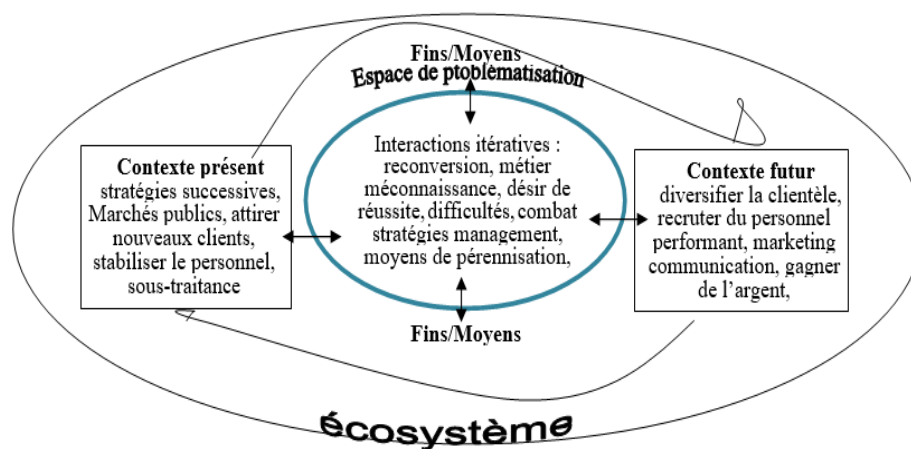 Fins/Moyens
Espace de ptoblèmatisation
Contexte présent
stratégies successives,
Marchés publics, attirer
nouveaux clients,
stabiliser le personnel,
sous-traitance
Interactions itératives :
reconversion, métier
méconnaissance, désir de
réussite, difficultés, combat
stratégies management,
moyens de pérennisation,
Contexte futur
diversifier la clientèle,
recruter du personnel
performant, marketing
communication, gagner
de l’argent,
Fins/Moyens
écosystème